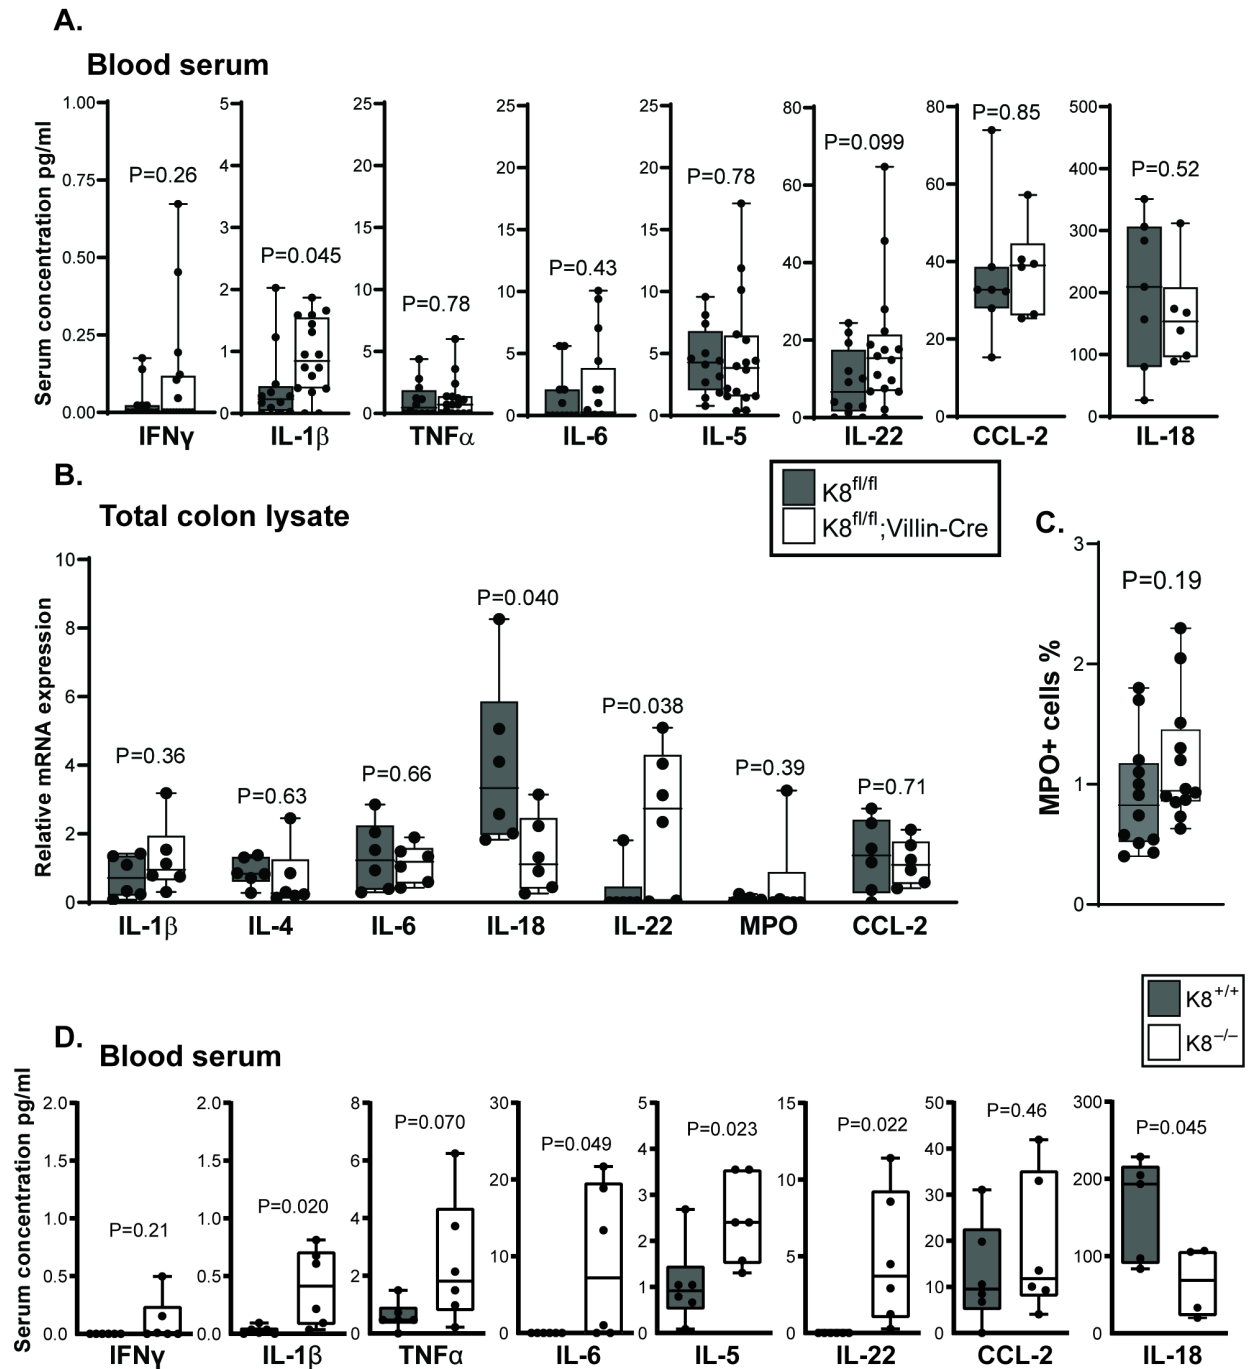 A.
Blood serum
Serum concentration pg/ml
1.00
0.75
0.50
0.25
0.00
P=0.26
IFNγ
5
4
3
2
1
0
P=0.045
IL-1β
25
20
15
10
5
0
P=0.78
TNFα
25
20
15
10
5
0
P=0.43
IL-6
25
20
15
10
5
0
P=0.78
IL-5
80
60
40
20
0
P=0.099
IL-22
80
60
40
20
0
P=0.85
CCL-2
500
400
300
200
100
0
P=0.52
IL-18
B.
Total colon lysate
K8fl/fl
K8fl/fl;Villin-Cre
Relative mRNA expression
10
8
6
4
2
0
P=0.36
P=0.63
P=0.66
P=0.040
P=0.038
P=0.39
P=0.71
IL-1β
IL-4
IL-6
IL-18
IL-22
MPO
CCL-2
C.
MPO+ cells %
3
2
1
0
P=0.19
K8+/+
K8−/−
D.
Blood serum
Serum concentration pg/ml
2.0
1.5
1.0
0.5
0.0
P=0.21
IFNγ
2.0
1.5
1.0
0.5
0.0
P=0.020
IL-1β
8
6
4
2
0
P=0.070
TNFα
30
20
10
0
P=0.049
IL-6
5
4
3
2
1
0
P=0.023
IL-5
15
10
5
0
P=0.022
IL-22
50
40
30
20
10
0
P=0.46
CCL-2
300
200
100
0
P=0.045
IL-18